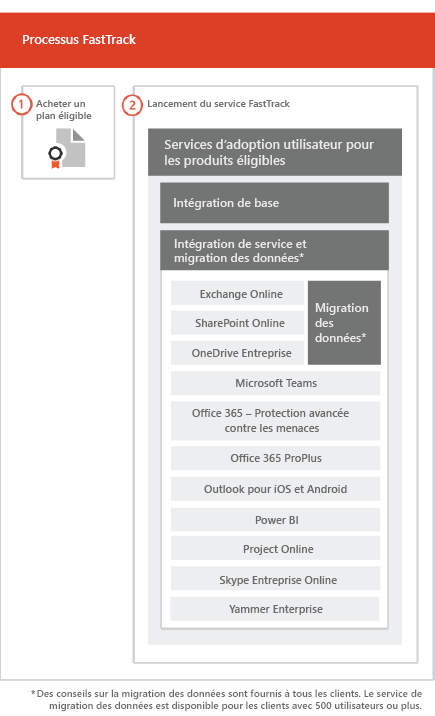 Processus FastTrack
1
Acheter un
plan éligible
2
Lancement du service FastTrack
Services d’adoption utilisateur pour
les produits éligibles
Intégration de base
Intégration de service et
migration des données*
Exchange Online
SharePoint Online
OneDrive Entreprise
Migration
des
données*
Microsoft Teams
Office 365 – Protection avancée
contre les menaces
Office 365 ProPlus
Outlook pour iOS et Android
Power BI
Project Online
Skype Entreprise Online
Yammer Enterprise
* Des conseils sur la migration des données sont fournis à tous les clients. Le service de
migration des données est disponible pour les clients avec 500 utilisateurs ou plus.